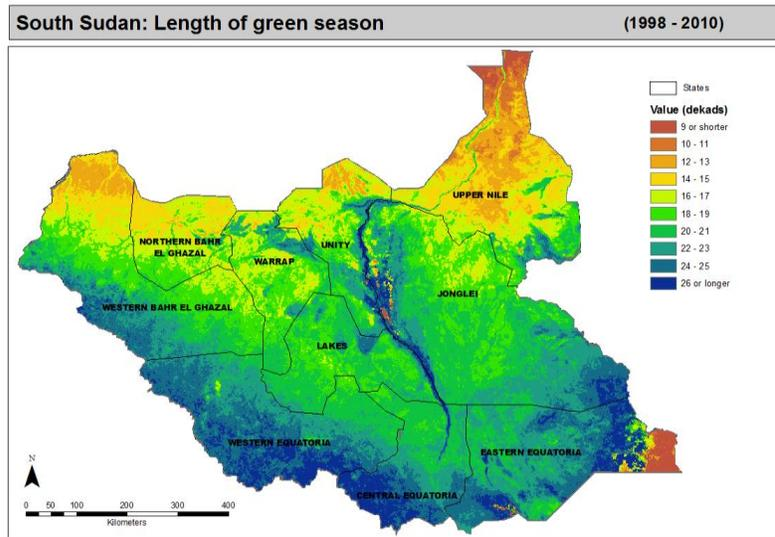 South Sudan: Length of green season (1998 - 2010)
States
Value (dekads)
9 or shorter
10 - 11
12 - 13
14 - 15
16 - 17
18 - 19
20 - 21
22 - 23
24 - 25
26 or longer
UPPER NILE
NORTHERN BAHR
EL GHAZAL
UNITY
WARRAP
JONGLEI
WESTERN BAHR EL GHAZAL
LAKES
WESTERN EQUATORIA
EASTERN EQUATORIA
CENTRAL EQUATORIA
N
0 50 100 200 300 400
Kilometers